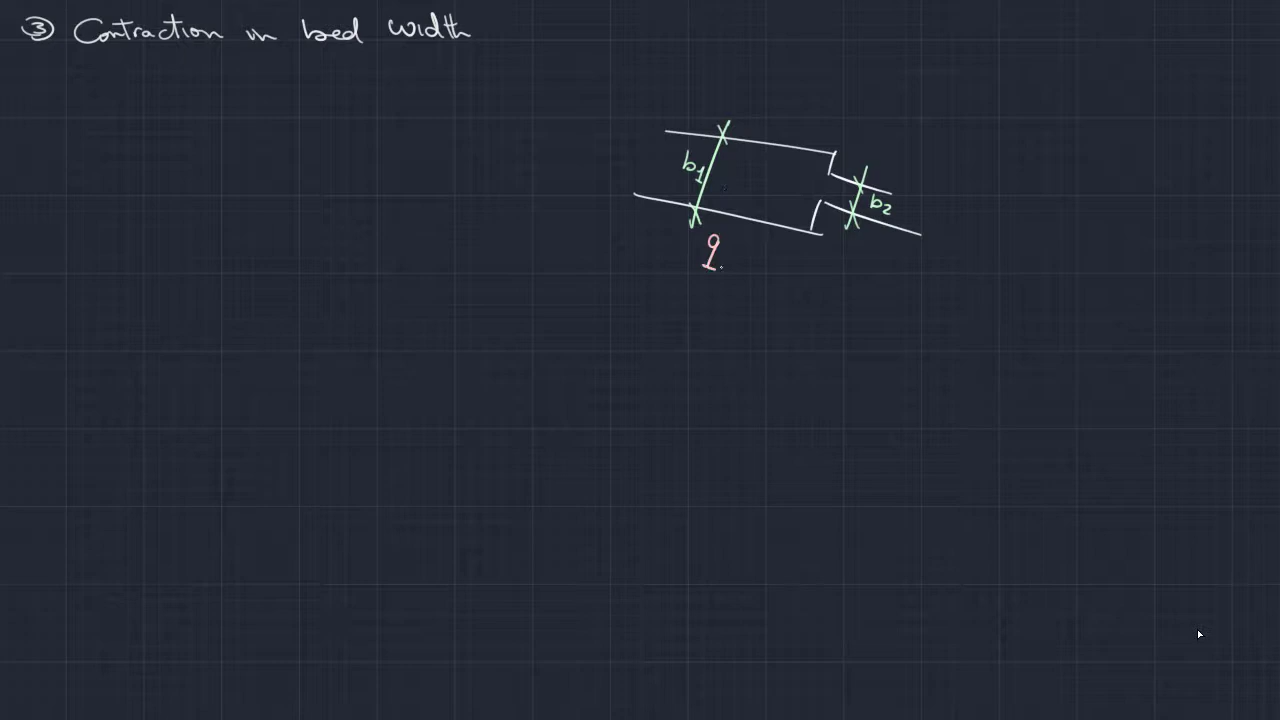 ③ Contraction in bed width
b₁
b₂
q